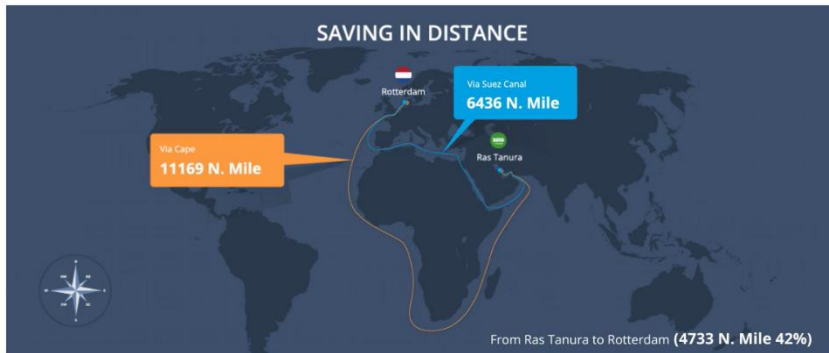 SAVING IN DISTANCE
Rotterdam
Via Suez Canal
6436 N. Mile
Via Cape
11169 N. Mile
Ras Tanura
From Ras Tanura to Rotterdam (4733 N. Mile 42%)